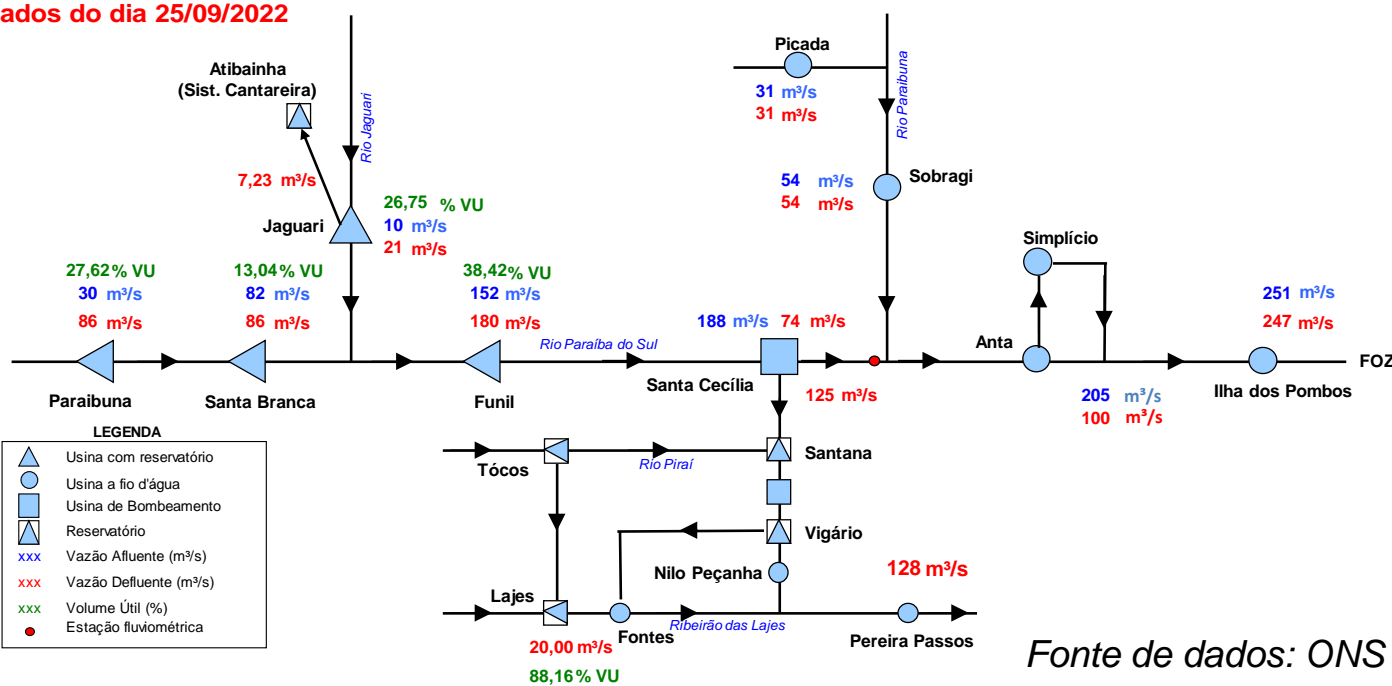 ados do dia 25/09/2022
Picada
31 m³/s
31 m³/s
Rio Paraibuna
Atibainha
(Sist. Cantareira)
Rio Jaguari
7,23 m³/s
Jaguari
26,75 % VU
10 m³/s
21 m³/s
54 m³/s
54 m³/s
Sobragi
Simplício
27,62% VU
30 m³/s
86 m³/s
Paraibuna
13,04% VU
82 m³/s
86 m³/s
Santa Branca
38,42% VU
152 m³/s
180 m³/s
Funil
Rio Paraíba do Sul
188 m³/s 74 m³/s
Santa Cecília
125 m³/s
Anta
205 m³/s
100 m³/s
251 m³/s
247 m³/s
Ilha dos Pombos
FOZ
LEGENDA
Usina com reservatório
Usina a fio d'água
Usina de Bombeamento
Reservatório
xxx Vazão Afluente (m³/s)
xxx Vazão Defluente (m³/s)
xxx Volume Útil (%)
Estação fluviométrica
Tócos
Rio Piraí
Santana
Vigário
Nilo Peçanha
128 m³/s
Lajes
Fontes
Ribeirão das Lajes
Pereira Passos
20,00 m³/s
88,16% VU
Fonte de dados: ONS